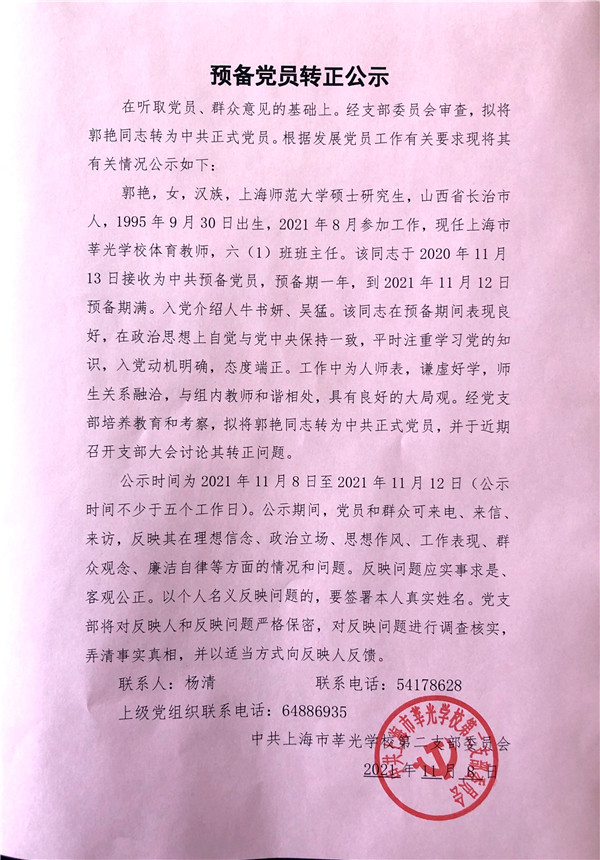 预备党员转正公示
在听取党员、群众意见的基础上。经支部委员会审查，拟将
郭艳同志转为中共正式党员。根据发展党员工作有关要求现将其
有关情况公示如下：
郭艳，女，汉族，上海师范大学硕士研究生，山西省长治市
人，1995年9月30日出生，2021年8月参加工作，现任上海市
莘光学校体育教师，六（1）班班主任。该同志于2020年11月
13日接收为中共预备党员，预备期一年，到2021年11月12日
预备期满。入党介绍人牛书妍、吴猛。该同志在预备期间表现良
好，在政治思想上自觉与党中央保持一致，平时注重学习党的知
识，入党动机明确，态度端正。工作中为人师表，谦虚好学，师
生关系融洽，与组内教师和谐相处，具有良好的大局观。经党支
部培养教育和考察，拟将郭艳同志转为中共正式党员，并于近期
召开支部大会讨论其转正问题。
公示时间为2021年11月8日至2021年11月12日（公示
时间不少于五个工作日）。公示期间，党员和群众可来电、来信、
来访，反映其在理想信念、政治立场、思想作风、工作表现、群
众观念、廉洁自律等方面的情况和问题。反映问题应实事求是、
客观公正。以个人名义反映问题的，要签署本人真实姓名。党支
部将对反映人和反映问题严格保密，对反映问题进行调查核实，
弄清事实真相，并以适当方式向反映人反馈。
联系人：杨清 联系电话：54178628
上级党组织联系电话：64886935
中共上海市莘光学校第二支部委员会
2021年11月8日
中共上海市莘光学校第二支部委员会